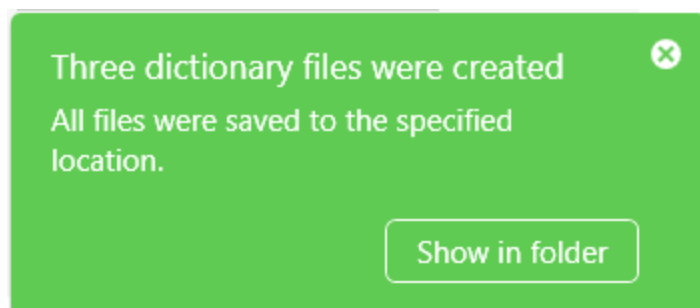 Three dictionary files were created
All files were saved to the specified
location.
Show in folder